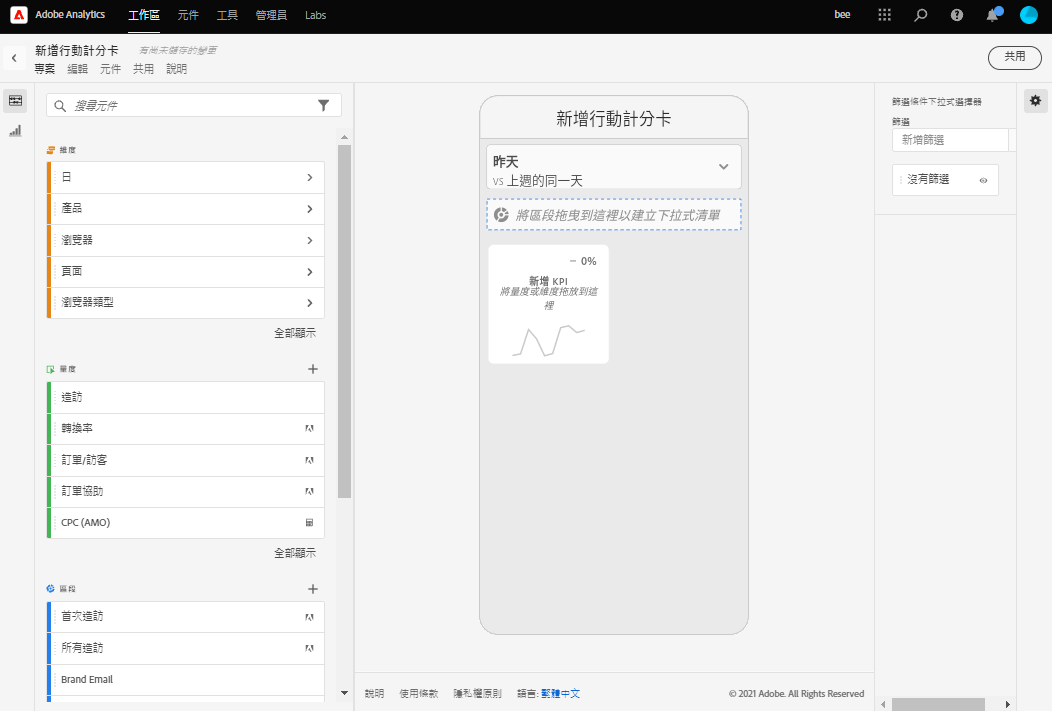 Adobe Analytics 工作區 元件 工具 管理員 Labs bee
新增行動計分卡 有尚未儲存的變更
專案 編輯 元件 共用 說明
共用
搜尋元件
維度
日
產品
瀏覽器
頁面
瀏覽器類型
全部顯示
量度
造訪
轉換率
訂單/訪客
訂單協助
CPC (AMO)
全部顯示
區段
首次造訪
所有造訪
Brand Email
新增行動計分卡
昨天
VS 上週的同一天
將區段拖曳到這裡以建立下拉式清單
– 0%
新增 KPI
將量度或維度拖放到這
裡
篩選條件下拉式選擇器
篩選
新增篩選
沒有篩選
說明 使用條款 隱私權原則 語言: 繁體中文
© 2021 Adobe. All Rights Reserved